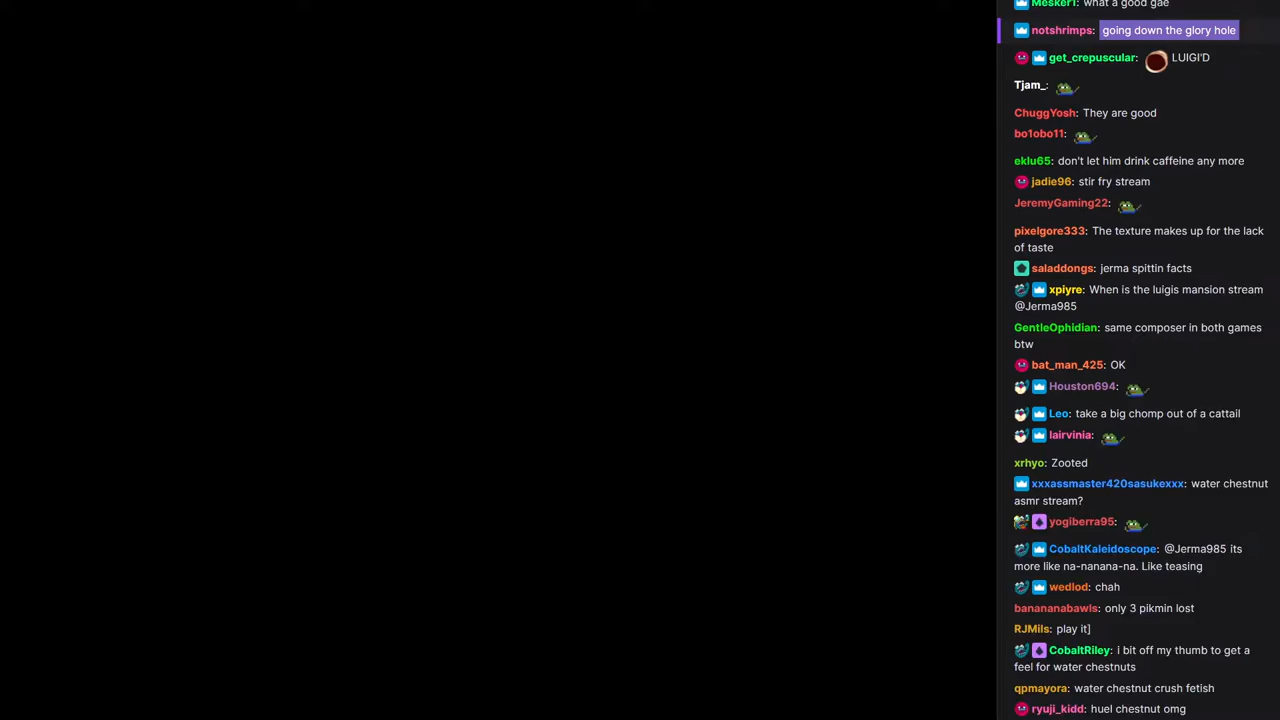 Mesker1: what a good gae
notshrimps: going down the glory hole
get_crepuscular: LUIGI'D
Tjam_:
ChuggYosh: They are good
bo1obo11:
eklu65: don't let him drink caffeine any more
jadie96: stir fry stream
JeremyGaming22:
pixelgore333: The texture makes up for the lack
of taste
saladdongs: jerma spittin facts
xpiyre: When is the luigis mansion stream
@Jerma985
GentleOphidian: same composer in both games
btw
bat_man_425: OK
Houston694:
Leo: take a big chomp out of a cattail
lairvinia:
xrhyo: Zooted
xxxassmaster420sasukexxx: water chestnut
asmr stream?
yogiberra95:
CobaltKaleidoscope: @Jerma985 its
more like na-nanana-na. Like teasing
wedlod: chah
banananabawls: only 3 pikmin lost
RJMils: play it]
CobaltRiley: i bit off my thumb to get a
feel for water chestnuts
qpmayora: water chestnut crush fetish
ryuji_kidd: huel chestnut omg